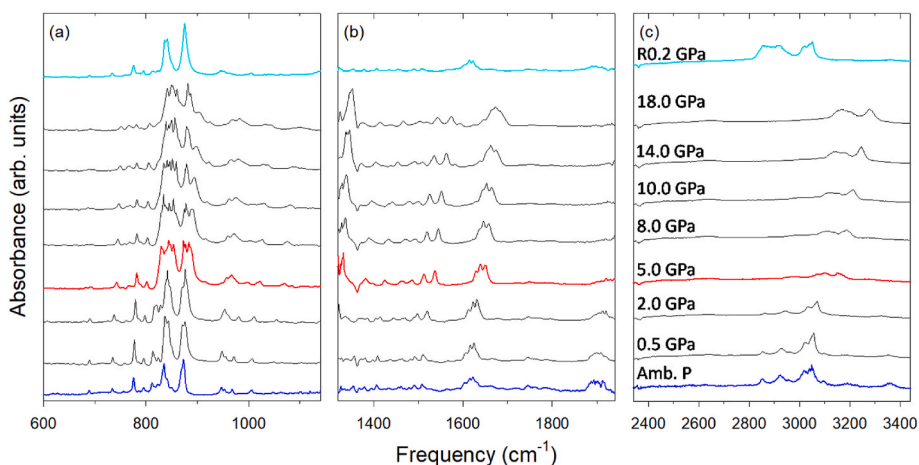 (a)
(b)
(c)
R0.2 GPa
18.0 GPa
14.0 GPa
10.0 GPa
8.0 GPa
5.0 GPa
2.0 GPa
0.5 GPa
Amb. P
Absorbance (arb. units)
600 800 1000 1400 1600 1800 2400 2600 2800 3000 3200 3400
Frequency (cm⁻¹)